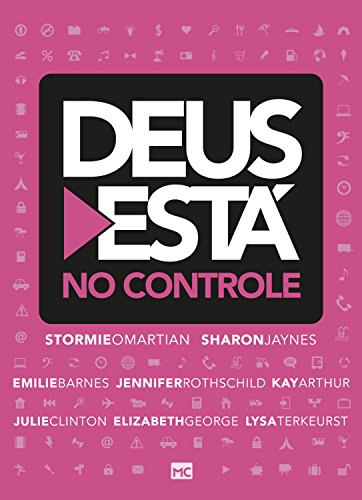 DEUS
ESTÁ
NO CONTROLE
STORMIEOMARTIAN SHARONJAYNES
EMILIEBARNES JENNIFERROTHSCHILD KAYARTHUR
JULIECLINTON ELIZABETHGEORGE LYSATERKEURST
MC